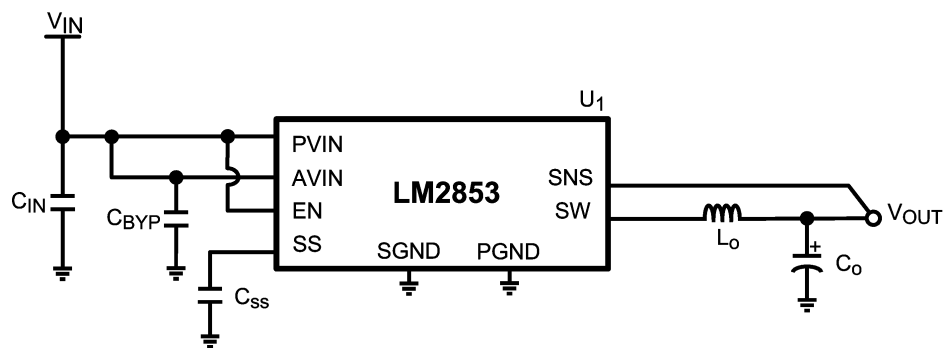 VIN
U1
PVIN
AVIN
EN
SS
LM2853
SNS
SW
SGND
PGND
CIN
CBYP
Css
Lo
+
Co
VOUT